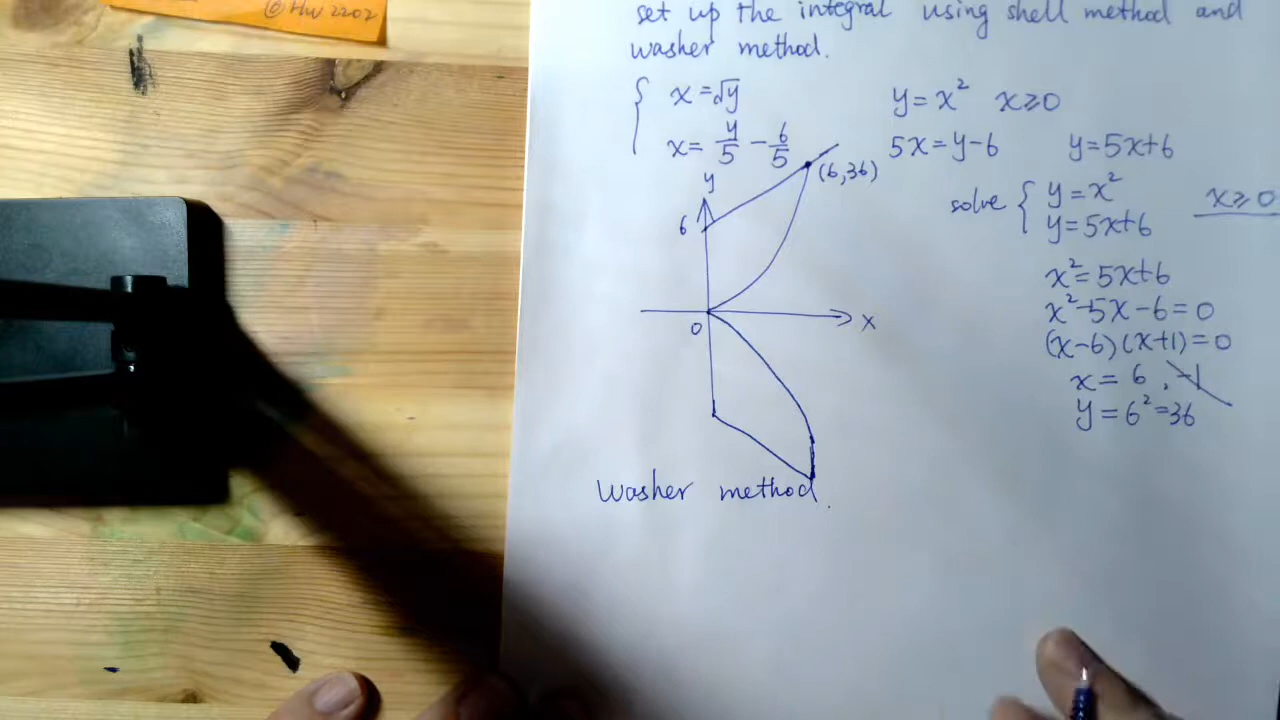 © HW 2202
set up the integral using shell method and
washer method.
x = √y
y = x² x ≥ 0
x = y/5 - 6/5
5x = y - 6 y = 5x + 6
(6, 36)
y
6
0
x
solve { y = x² x ≥ 0
y = 5x + 6
x² = 5x + 6
x² - 5x - 6 = 0
(x - 6)(x + 1) = 0
x = 6, -1
y = 6² = 36
Washer method.